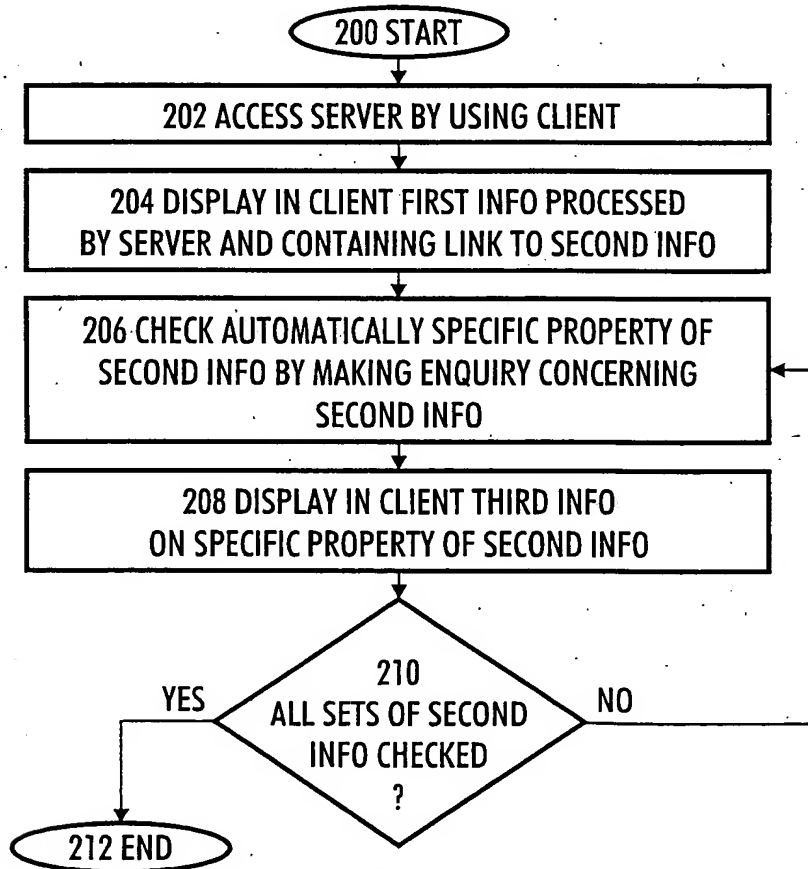 200 START
202 ACCESS SERVER BY USING CLIENT
204 DISPLAY IN CLIENT FIRST INFO PROCESSED
BY SERVER AND CONTAINING LINK TO SECOND INFO
206 CHECK AUTOMATICALLY SPECIFIC PROPERTY OF
SECOND INFO BY MAKING ENQUIRY CONCERNING
SECOND INFO
208 DISPLAY IN CLIENT THIRD INFO
ON SPECIFIC PROPERTY OF SECOND INFO
210
YES
NO
ALL SETS OF SECOND
INFO CHECKED
?
212 END